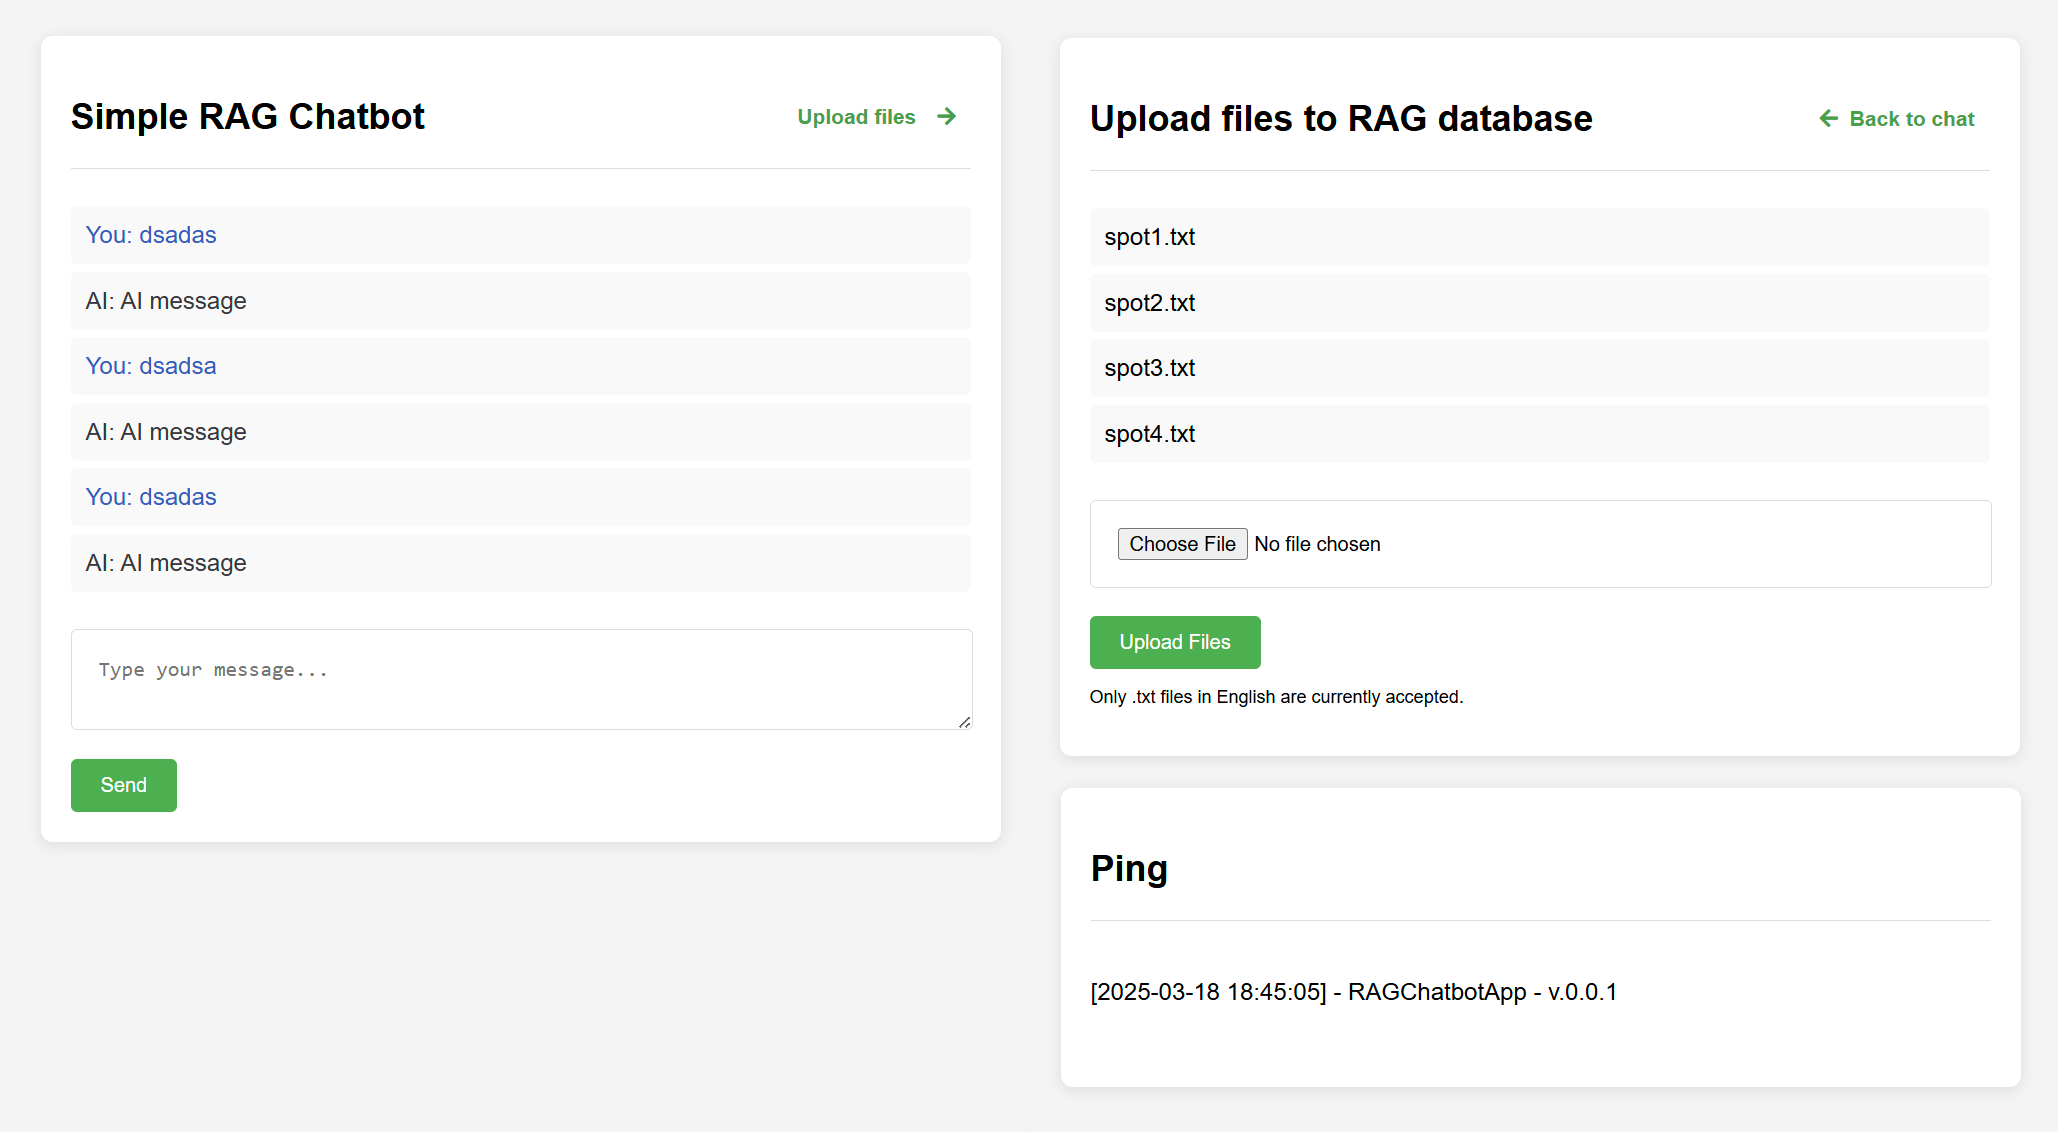 Simple RAG Chatbot
Upload files →
You: dsadas
AI: AI message
You: dsadsa
AI: AI message
You: dsadas
AI: AI message
Type your message...
Send
Upload files to RAG database
← Back to chat
spot1.txt
spot2.txt
spot3.txt
spot4.txt
Choose File No file chosen
Upload Files
Only .txt files in English are currently accepted.
Ping
[2025-03-18 18:45:05] - RAGChatbotApp - v.0.0.1